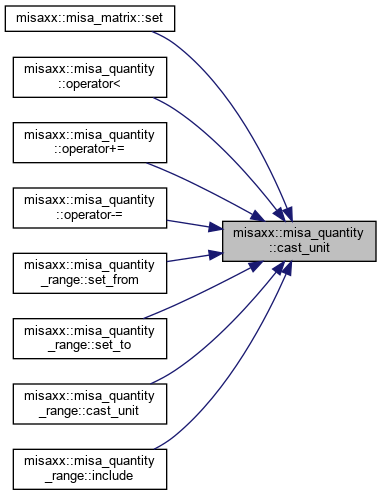 misaxx::misa_matrix::set
misaxx::misa_quantity
::operator<
misaxx::misa_quantity
::operator+=
misaxx::misa_quantity
::operator-=
misaxx::misa_quantity
::cast_unit
misaxx::misa_quantity
_range::set_from
misaxx::misa_quantity
_range::set_to
misaxx::misa_quantity
_range::cast_unit
misaxx::misa_quantity
_range::include